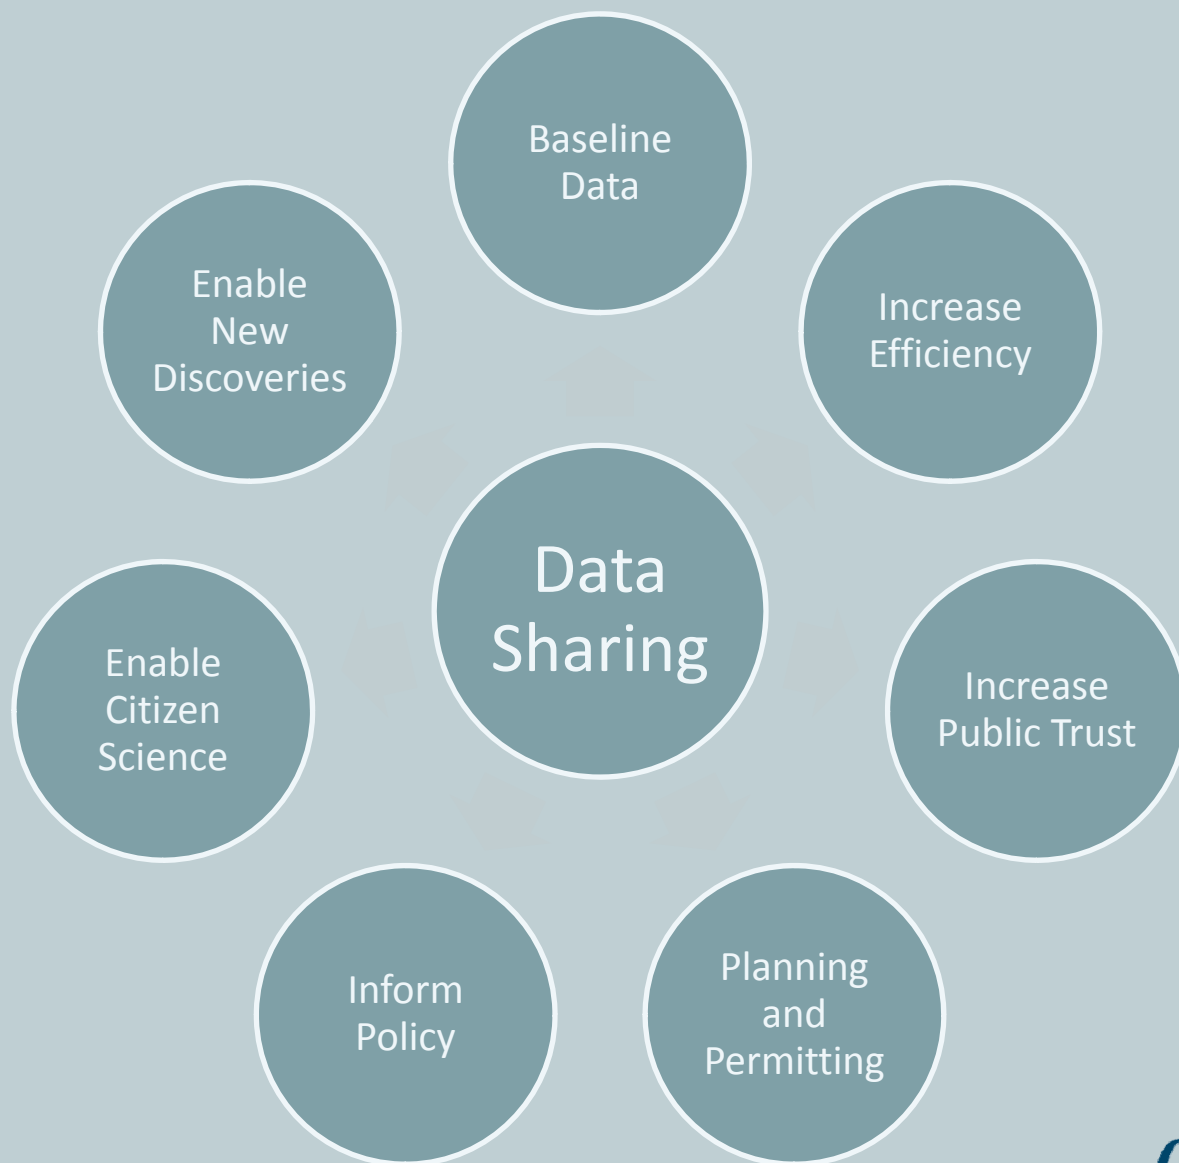 Baseline
Data
Increase
Efficiency
Increase
Public Trust
Planning
and
Permitting
Inform
Policy
Enable
Citizen
Science
Enable
New
Discoveries
Data
Sharing